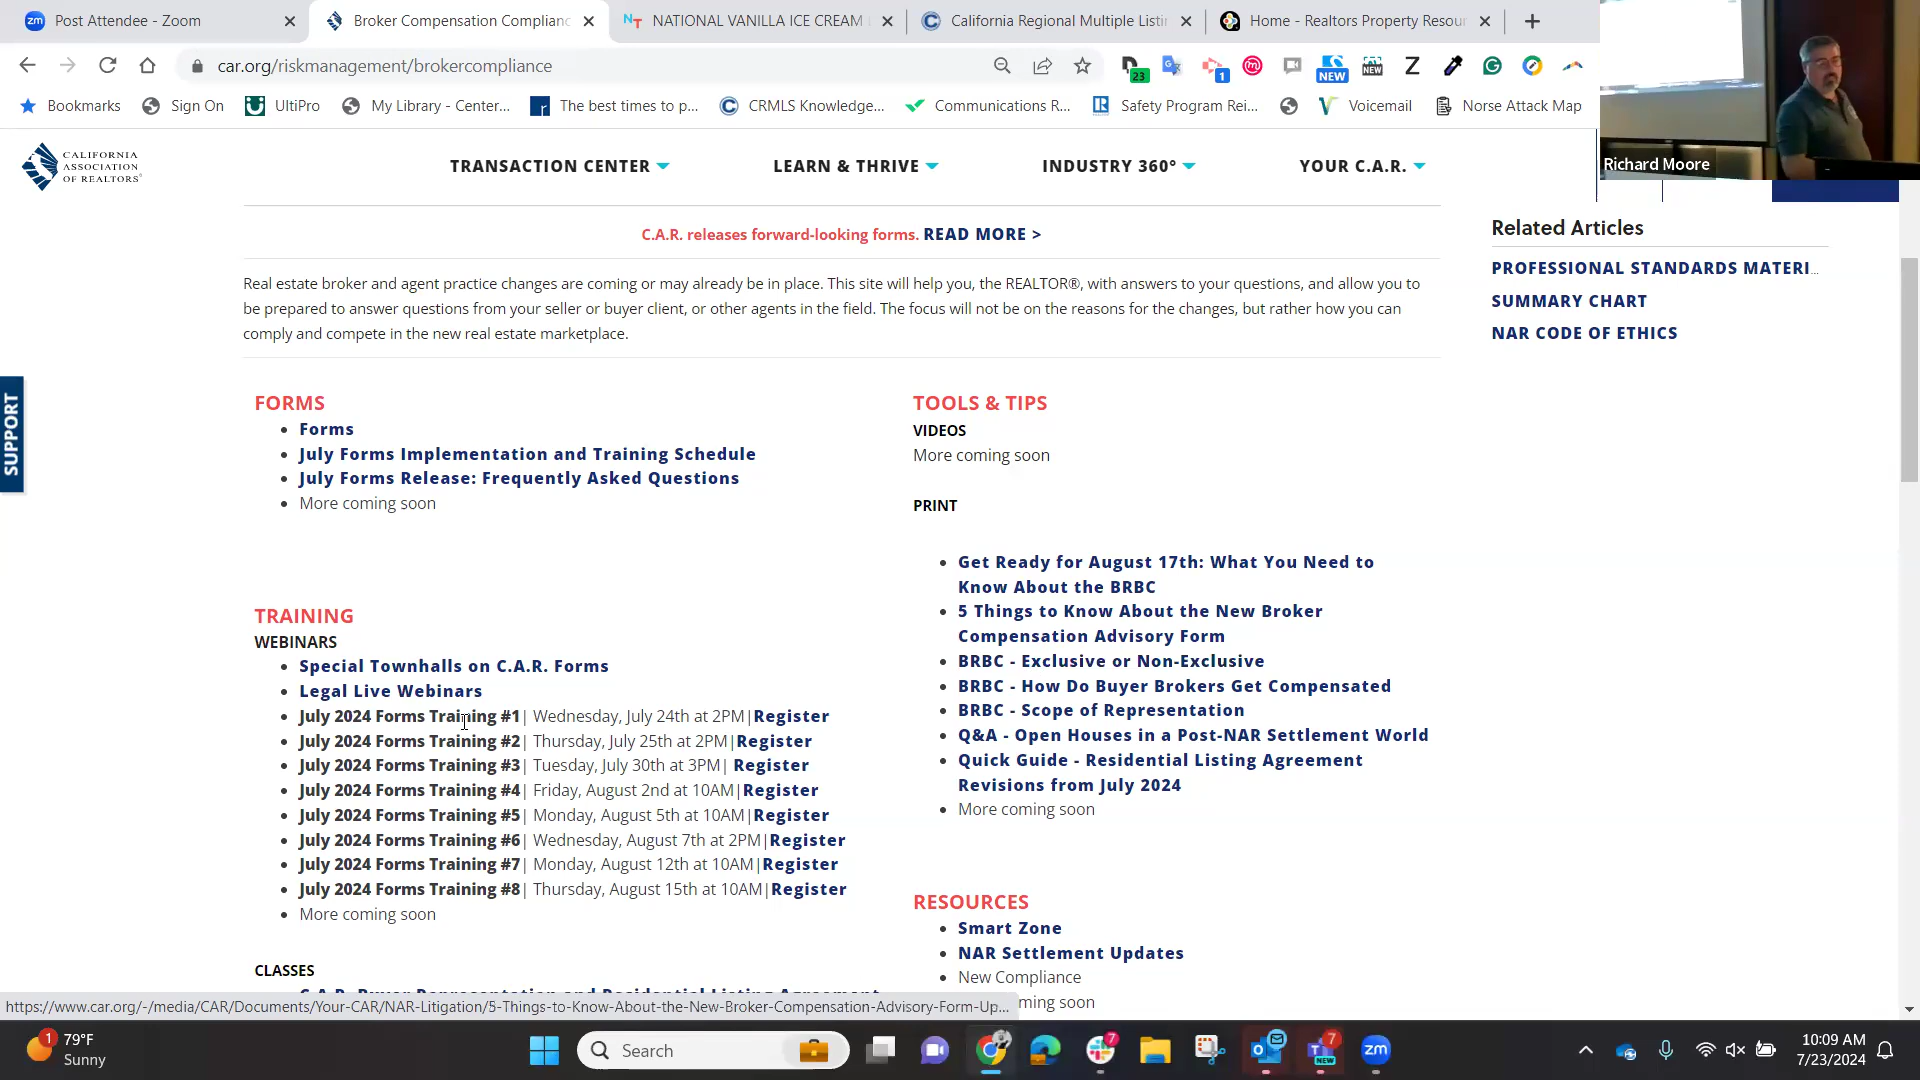 Post Attendee - Zoom
Broker Compensation Complianc
NATIONAL VANILLA ICE CREAM
California Regional Multiple Listi
Home - Realtors Property Resour
car.org/riskmanagement/brokercompliance
23
1
NEW
NEW
Bookmarks
Sign On
UltiPro
My Library - Center...
The best times to p...
CRMLS Knowledge...
Communications R...
Safety Program Rei...
Voicemail
Norse Attack Map
CALIFORNIA
ASSOCIATION
OF REALTORS®
TRANSACTION CENTER
LEARN & THRIVE
INDUSTRY 360°
YOUR C.A.R.
Richard Moore
C.A.R. releases forward-looking forms. READ MORE >
Real estate broker and agent practice changes are coming or may already be in place. This site will help you, the REALTOR®, with answers to your questions, and allow you to
be prepared to answer questions from your seller or buyer client, or other agents in the field. The focus will not be on the reasons for the changes, but rather how you can
comply and compete in the new real estate marketplace.
Related Articles
PROFESSIONAL STANDARDS MATERI...
SUMMARY CHART
NAR CODE OF ETHICS
SUPPORT
FORMS
Forms
July Forms Implementation and Training Schedule
July Forms Release: Frequently Asked Questions
More coming soon
TRAINING
WEBINARS
Special Townhalls on C.A.R. Forms
Legal Live Webinars
July 2024 Forms Training #1| Wednesday, July 24th at 2PM|Register
July 2024 Forms Training #2| Thursday, July 25th at 2PM|Register
July 2024 Forms Training #3| Tuesday, July 30th at 3PM| Register
July 2024 Forms Training #4| Friday, August 2nd at 10AM|Register
July 2024 Forms Training #5| Monday, August 5th at 10AM|Register
July 2024 Forms Training #6| Wednesday, August 7th at 2PM|Register
July 2024 Forms Training #7| Monday, August 12th at 10AM|Register
July 2024 Forms Training #8| Thursday, August 15th at 10AM|Register
More coming soon
CLASSES
C.A.R. Buyer Representation and Residential Listing Agreement
TOOLS & TIPS
VIDEOS
More coming soon
PRINT
Get Ready for August 17th: What You Need to
Know About the BRBC
5 Things to Know About the New Broker
Compensation Advisory Form
BRBC - Exclusive or Non-Exclusive
BRBC - How Do Buyer Brokers Get Compensated
BRBC - Scope of Representation
Q&A - Open Houses in a Post-NAR Settlement World
Quick Guide - Residential Listing Agreement
Revisions from July 2024
More coming soon
RESOURCES
Smart Zone
NAR Settlement Updates
New Compliance
ming soon
https://www.car.org/-/media/CAR/Documents/Your-CAR/NAR-Litigation/5-Things-to-Know-About-the-New-Broker-Compensation-Advisory-Form-Up...
1
79°F
Sunny
Search
7
7
NEW
zm
10:09 AM
7/23/2024